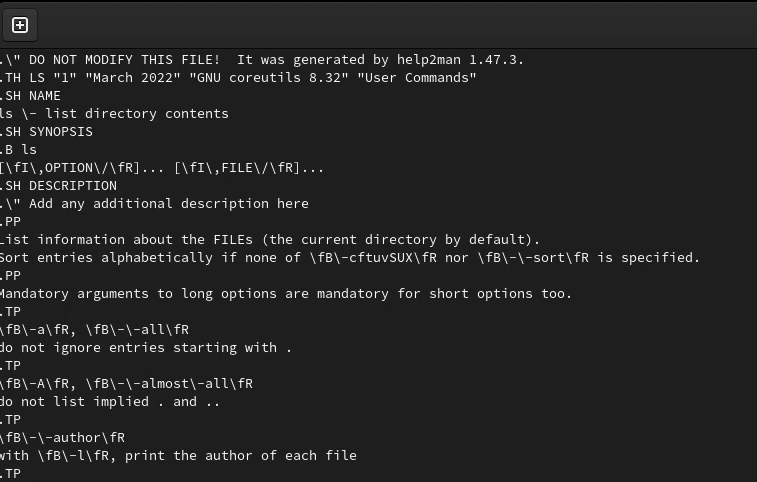 .\" DO NOT MODIFY THIS FILE!  It was generated by help2man 1.47.3.
.TH LS "1" "March 2022" "GNU coreutils 8.32" "User Commands"
.SH NAME
ls \- list directory contents
.SH SYNOPSIS
.B ls
[\fI\,OPTION\/\fR]... [\fI\,FILE\/\fR]...
.SH DESCRIPTION
.\" Add any additional description here
.PP
List information about the FILEs (the current directory by default).
Sort entries alphabetically if none of \fB\-cftuvSUX\fR nor \fB\-\-sort\fR is specified.
.PP
Mandatory arguments to long options are mandatory for short options too.
.TP
\fB\-a\fR, \fB\-\-all\fR
do not ignore entries starting with .
.TP
\fB\-A\fR, \fB\-\-almost\-all\fR
do not list implied . and ..
.TP
\fB\-\-author\fR
with \fB\-l\fR, print the author of each file
.TP